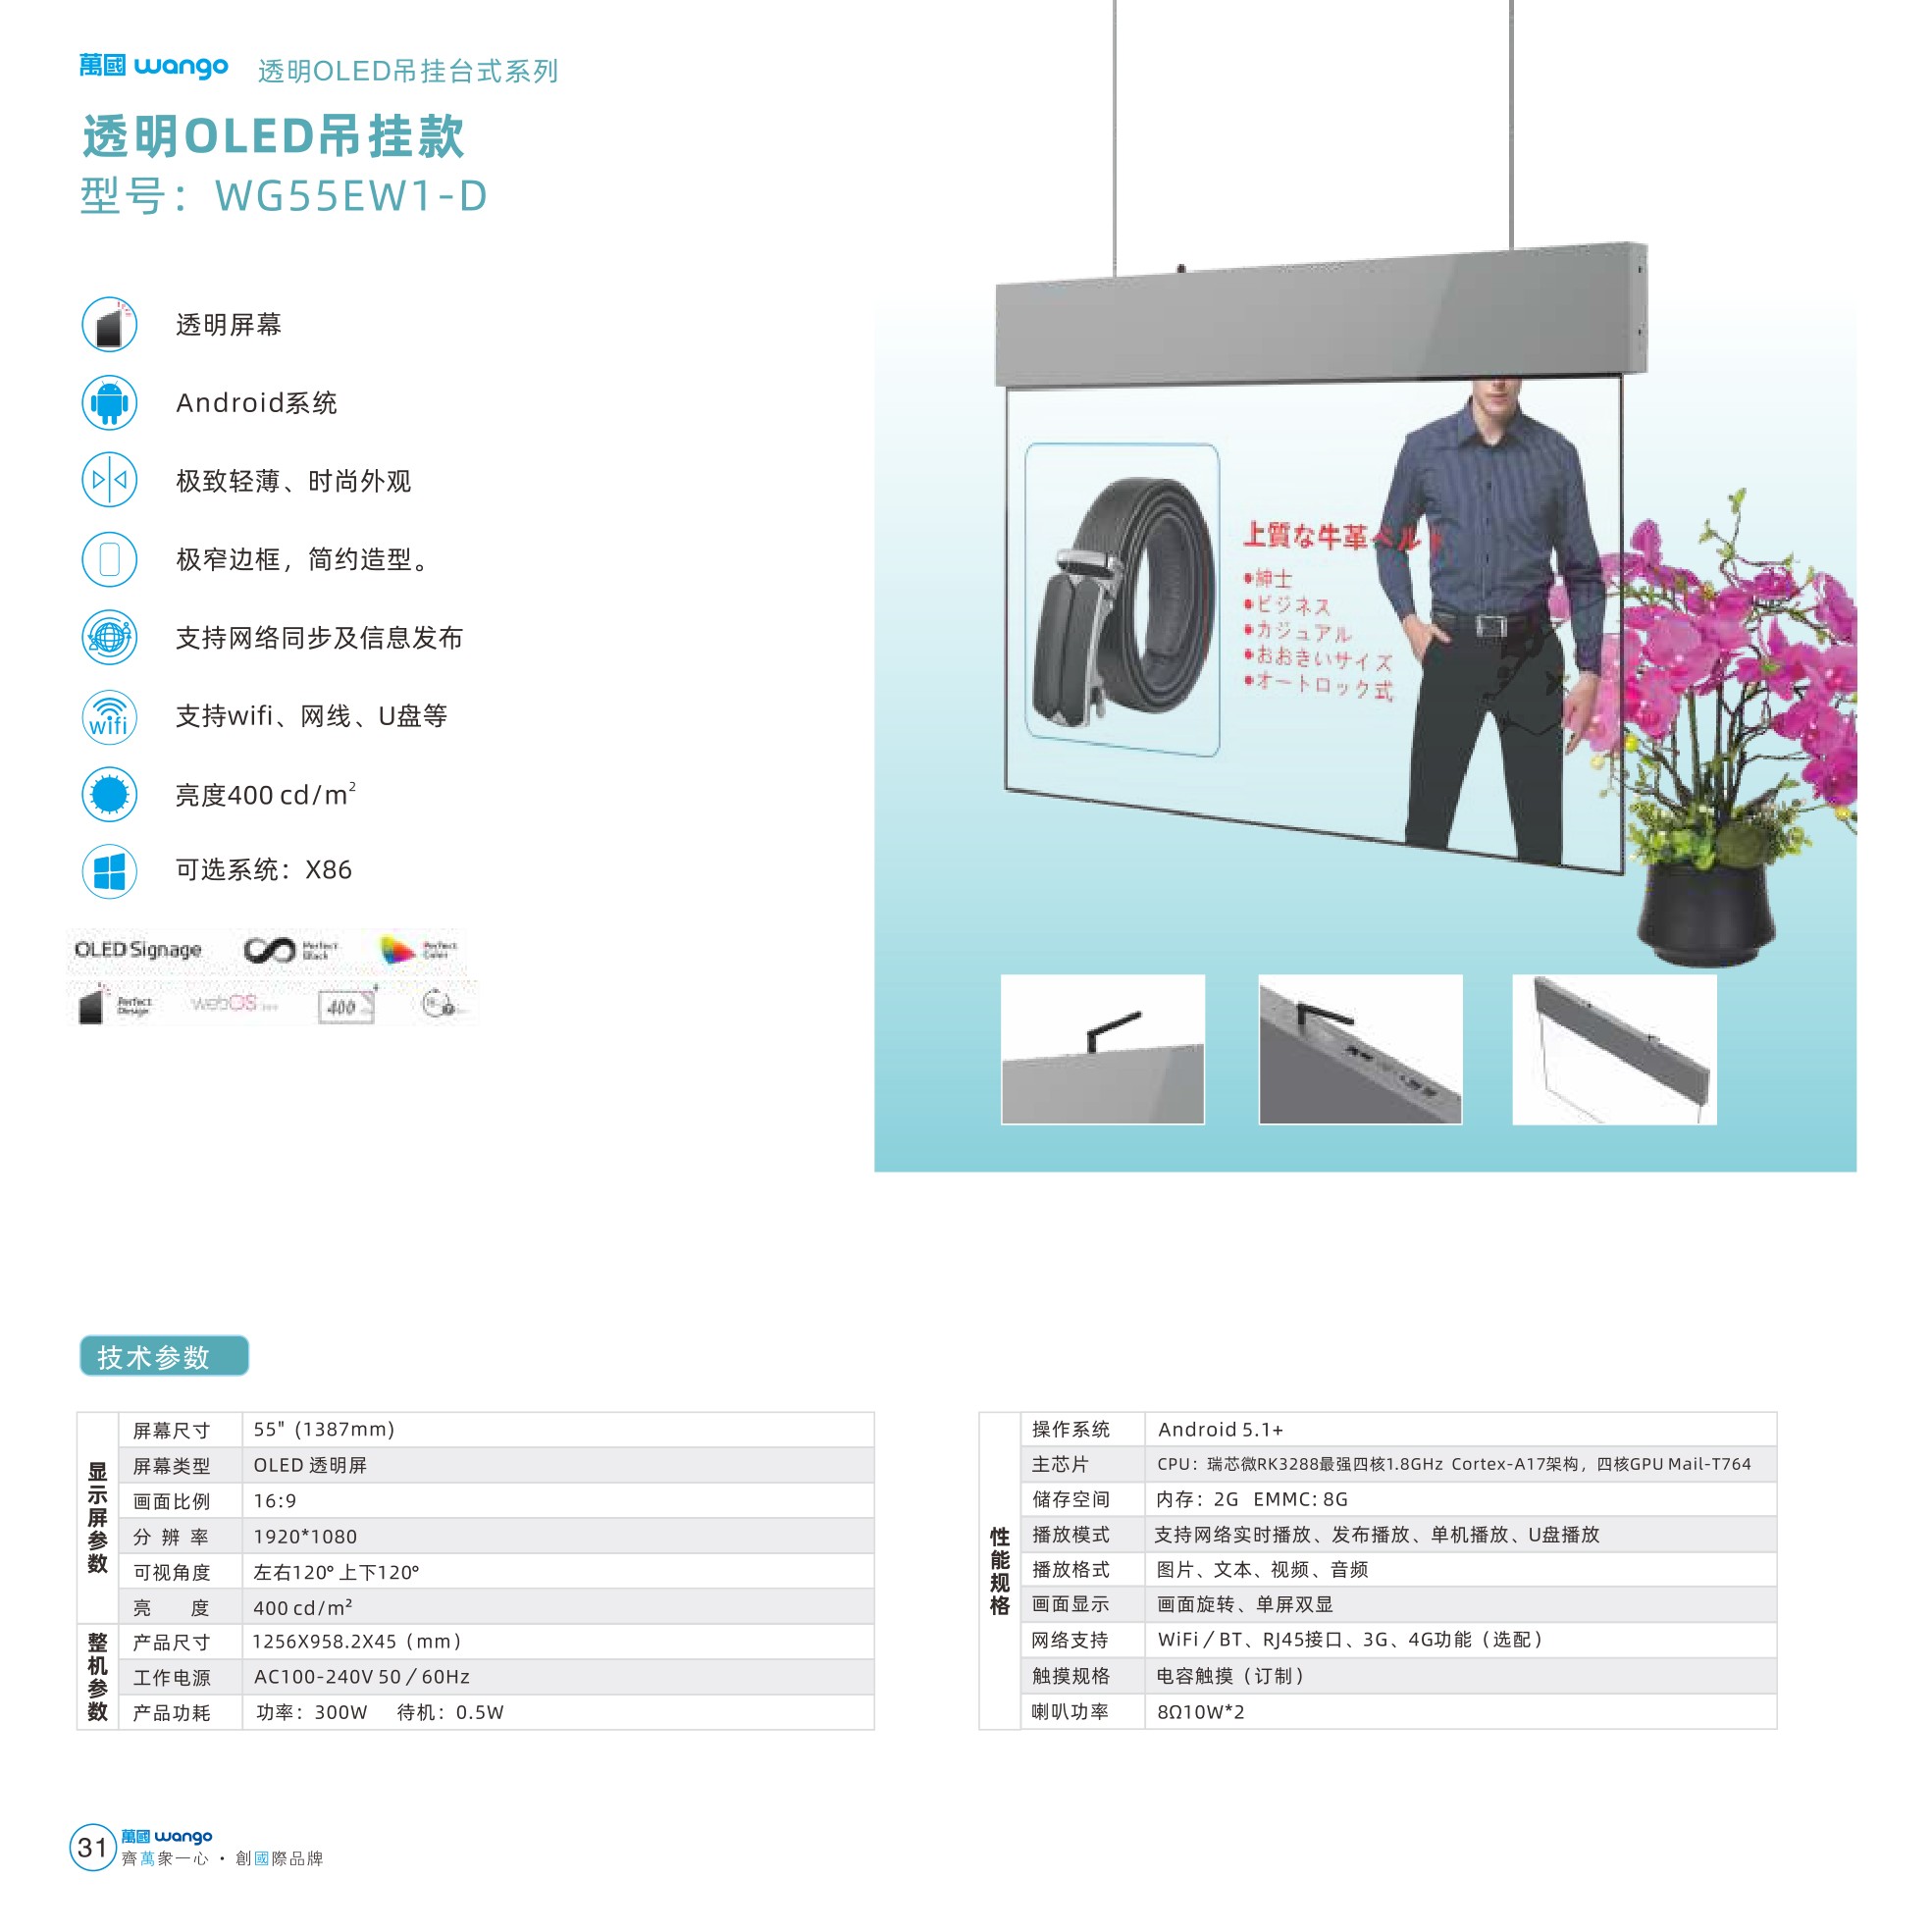 萬國 wango 透明OLED吊挂台式系列
透明OLED吊挂款
型号：WG55EW1-D
透明屏幕
Android系统
极致轻薄、时尚外观
极窄边框，简约造型。
支持网络同步及信息发布
wifi
支持wifi、网线、U盘等
亮度400 cd/m²
可选系统：X86
OLED Signage Perfect Black Perfect Color
Perfect Design webOS 400
上質な牛革ベルト
●紳士
●ビジネス
●カジュアル
●おおきいサイズ
●オートロック式
技术参数
显示屏参数
屏幕尺寸 55" (1387mm)
屏幕类型 OLED 透明屏
画面比例 16:9
分 辨 率 1920*1080
可视角度 左右120° 上下120°
亮 度 400 cd/m²
整机参数
产品尺寸 1256X958.2X45（mm）
工作电源 AC100-240V 50／60Hz
产品功耗 功率：300W 待机：0.5W
性能规格
操作系统 Android 5.1+
主芯片 CPU：瑞芯微RK3288最强四核1.8GHz Cortex-A17架构，四核GPU Mail-T764
储存空间 内存：2G EMMC: 8G
播放模式 支持网络实时播放、发布播放、单机播放、U盘播放
播放格式 图片、文本、视频、音频
画面显示 画面旋转、单屏双显
网络支持 WiFi／BT、RJ45接口、3G、4G功能（选配）
触摸规格 电容触摸（订制）
喇叭功率 8Ω10W*2
31 萬國 wango
齊萬衆一心 · 創國際品牌